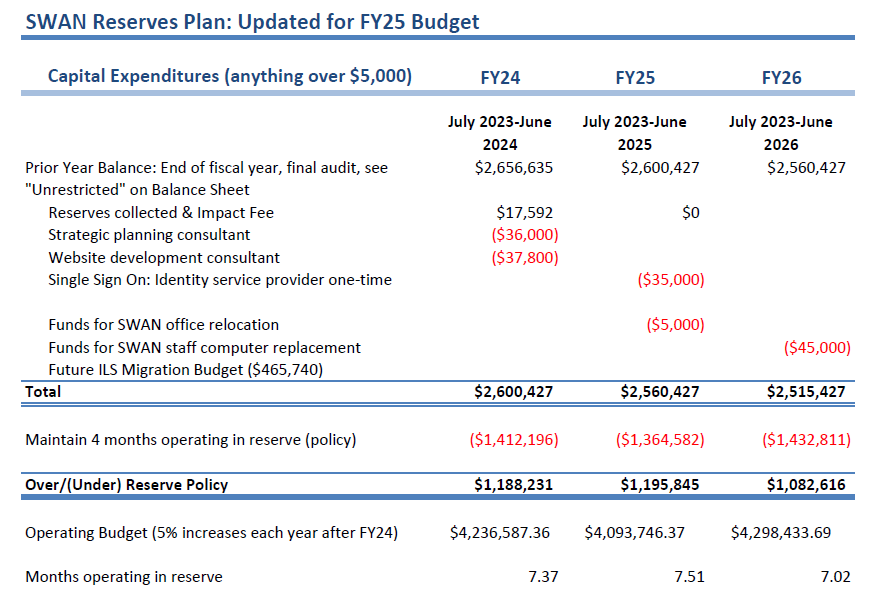 SWAN Reserves Plan: Updated for FY25 Budget
Capital Expenditures (anything over $5,000) FY24 FY25 FY26
July 2023-June July 2023-June July 2023-June
2024 2025 2026
Prior Year Balance: End of fiscal year, final audit, see $2,656,635 $2,600,427 $2,560,427
"Unrestricted" on Balance Sheet
Reserves collected & Impact Fee $17,592 $0
Strategic planning consultant ($36,000)
Website development consultant ($37,800)
Single Sign On: Identity service provider one-time ($35,000)
Funds for SWAN office relocation ($5,000)
Funds for SWAN staff computer replacement ($45,000)
Future ILS Migration Budget ($465,740)
Total $2,600,427 $2,560,427 $2,515,427
Maintain 4 months operating in reserve (policy) ($1,412,196) ($1,364,582) ($1,432,811)
Over/(Under) Reserve Policy $1,188,231 $1,195,845 $1,082,616
Operating Budget (5% increases each year after FY24) $4,236,587.36 $4,093,746.37 $4,298,433.69
Months operating in reserve 7.37 7.51 7.02